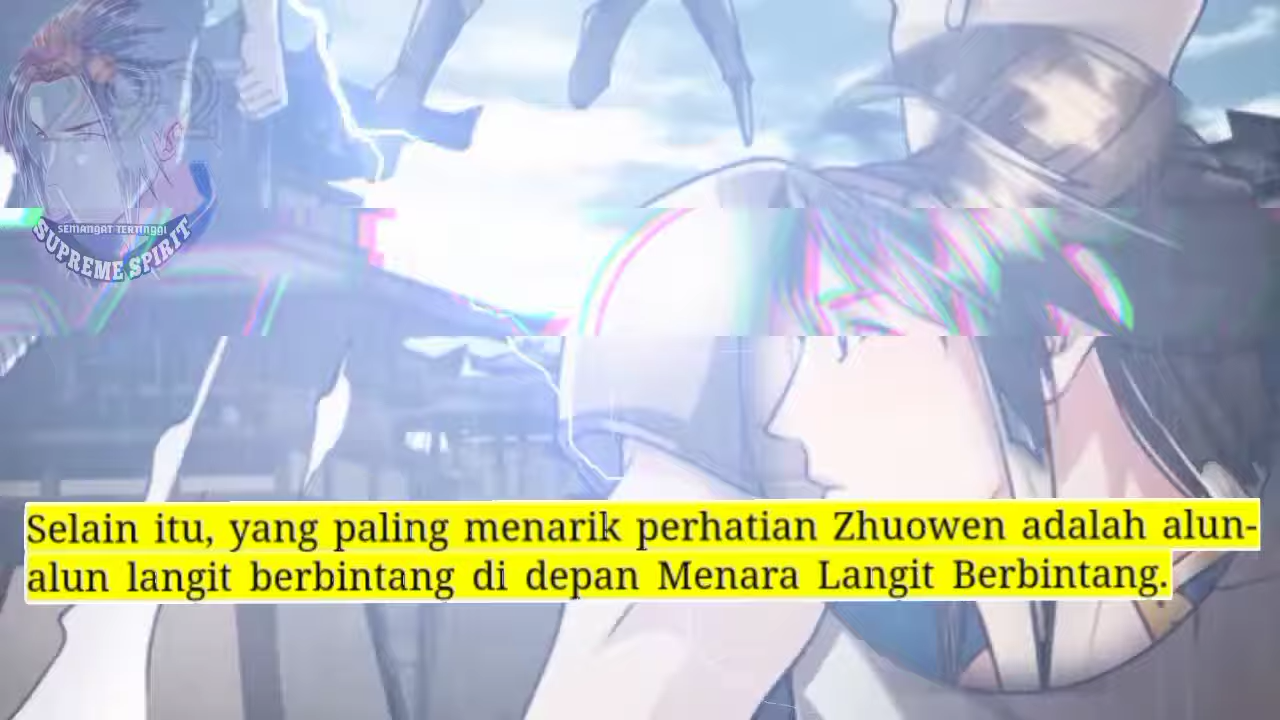 SEMANGAT TERTINGGI
SUPREME SPIRIT
Selain itu, yang paling menarik perhatian Zhuowen adalah alun-
alun langit berbintang di depan Menara Langit Berbintang.